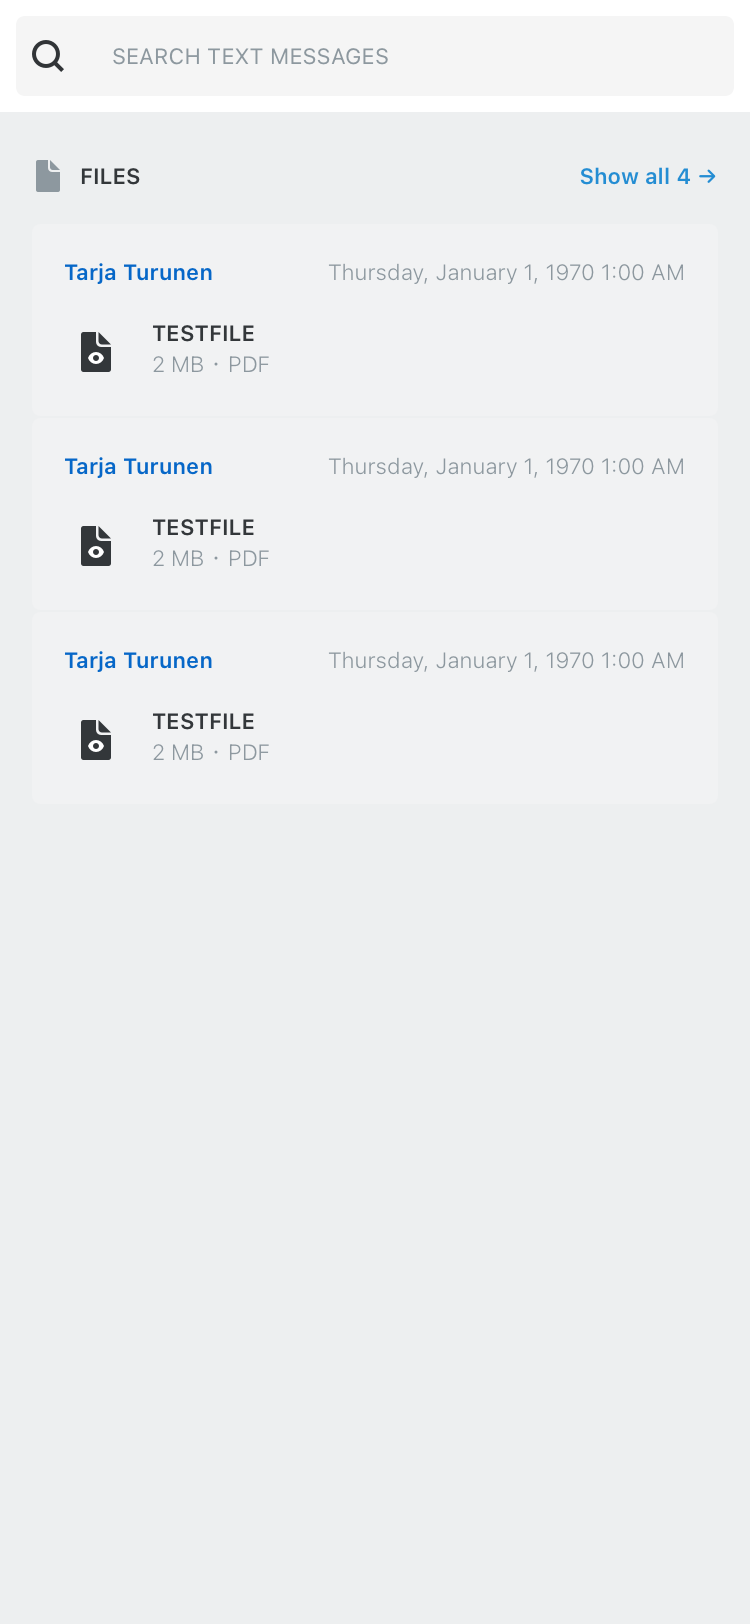 SEARCH TEXT MESSAGES
FILES
Show all 4 →
Tarja Turunen
Thursday, January 1, 1970 1:00 AM
TESTFILE
2 MB · PDF
Tarja Turunen
Thursday, January 1, 1970 1:00 AM
TESTFILE
2 MB · PDF
Tarja Turunen
Thursday, January 1, 1970 1:00 AM
TESTFILE
2 MB · PDF